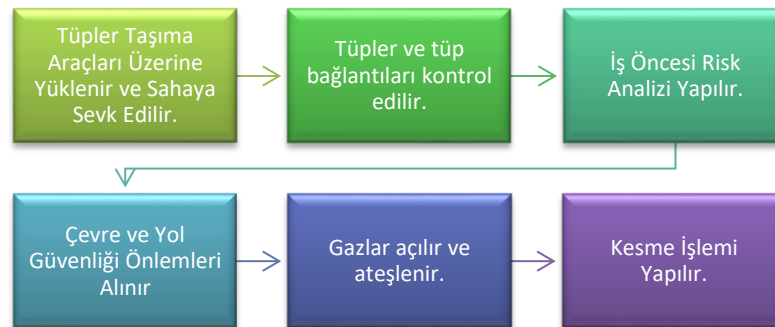 Tüpler Taşıma
Araçları Üzerine
Yüklenir ve Sahaya
Sevk Edilir.
Tüpler ve tüp
bağlantıları kontrol
edilir.
İş Öncesi Risk
Analizi Yapılır.
Çevre ve Yol
Güvenliği Önlemleri
Alınır
Gazlar açılır ve
ateşlenir.
Kesme İşlemi
Yapılır.